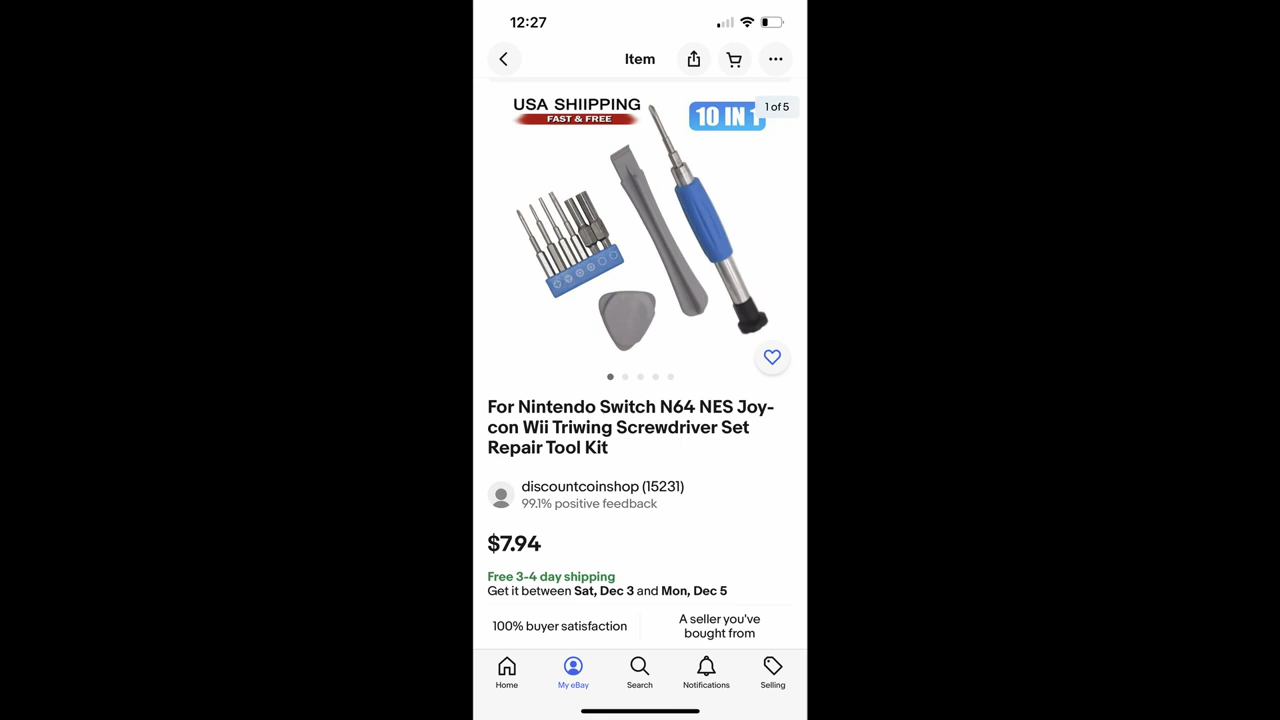 12:27
Item
USA SHIIPPING
FAST & FREE
10 IN 1
1 of 5
For Nintendo Switch N64 NES Joy-
con Wii Triwing Screwdriver Set
Repair Tool Kit
discountcoinshop (15231)
99.1% positive feedback
$7.94
Free 3-4 day shipping
Get it between Sat, Dec 3 and Mon, Dec 5
100% buyer satisfaction
A seller you've
bought from
Home
My eBay
Search
Notifications
Selling